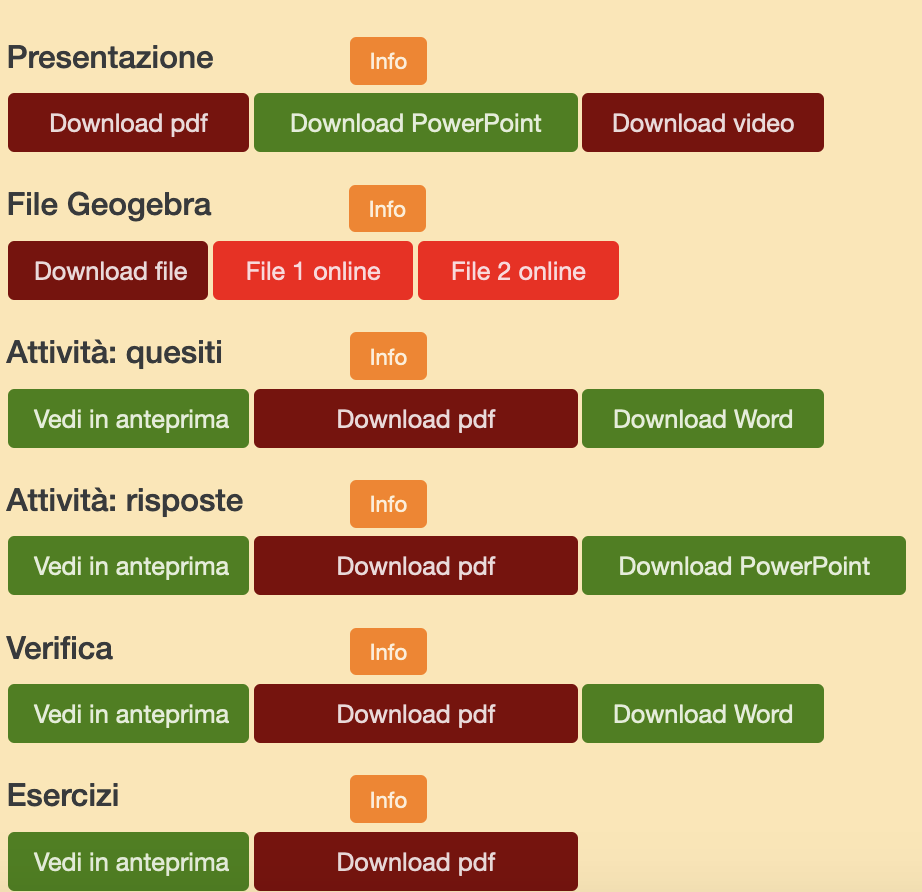 Presentazione Info
Download pdf Download PowerPoint Download video
File Geogebra Info
Download file File 1 online File 2 online
Attività: quesiti Info
Vedi in anteprima Download pdf Download Word
Attività: risposte Info
Vedi in anteprima Download pdf Download PowerPoint
Verifica Info
Vedi in anteprima Download pdf Download Word
Esercizi Info
Vedi in anteprima Download pdf